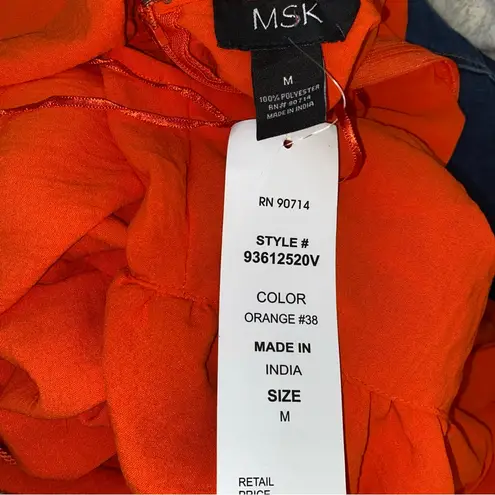 MSK
M
100% POLYESTER
RN# 90714
MADE IN INDIA
RN 90714
STYLE #
93612520V
COLOR
ORANGE #38
MADE IN
INDIA
SIZE
M
RETAIL
PRICE